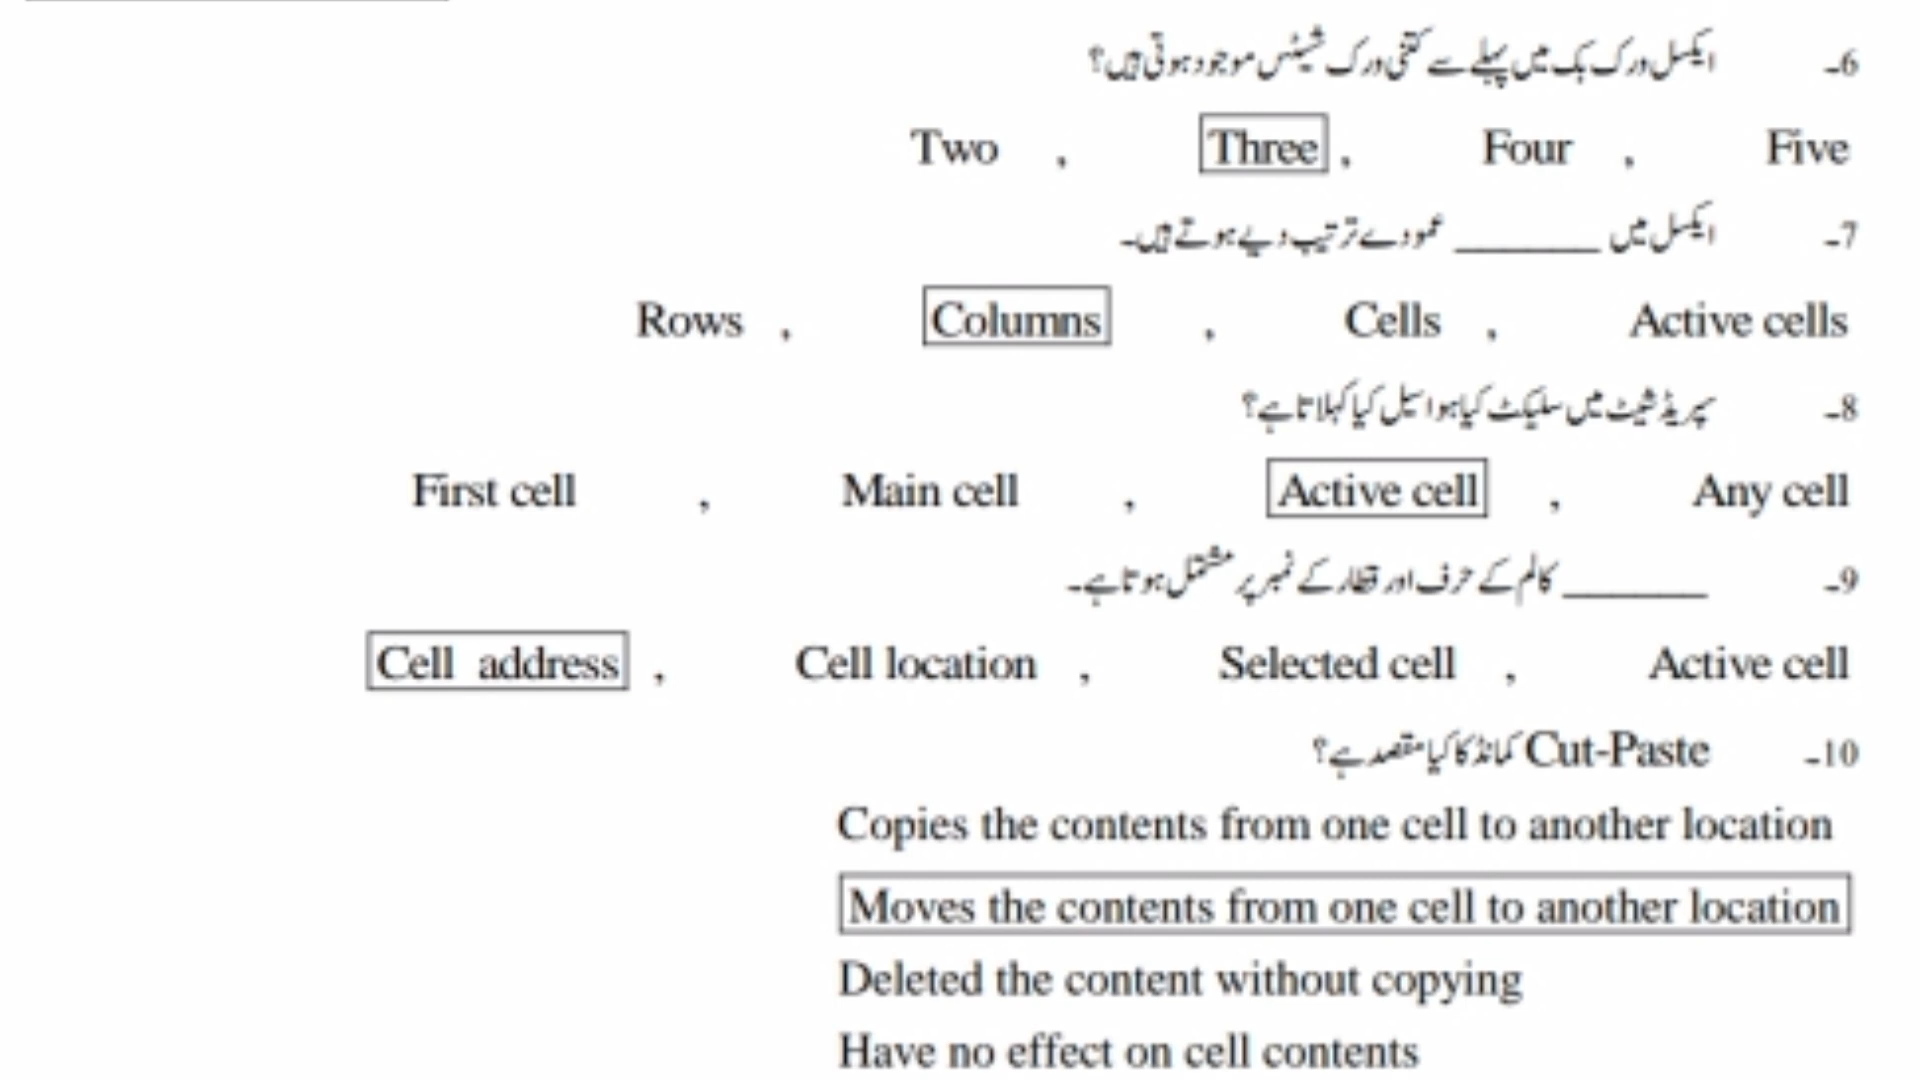 6۔ ایکسل ورک بک میں پہلے سے کتنی ورک شیٹس موجود ہوتی ہیں؟
Two , Three , Four , Five
7۔ ایکسل میں ________ عمودے ترتیب دیے ہوتے ہیں۔
Rows , Columns , Cells , Active cells
8۔ سپریڈ شیٹ میں سلیکٹ کیا ہوا سیل کیا کہلاتا ہے؟
First cell , Main cell , Active cell , Any cell
9۔ ________ کالم کے حرف اور قطار کے نمبر پر مشتمل ہوتا ہے۔
Cell address , Cell location , Selected cell , Active cell
10۔ Cut-Paste کمانڈ کا کیا مقصد ہے؟
Copies the contents from one cell to another location
Moves the contents from one cell to another location
Deleted the content without copying
Have no effect on cell contents